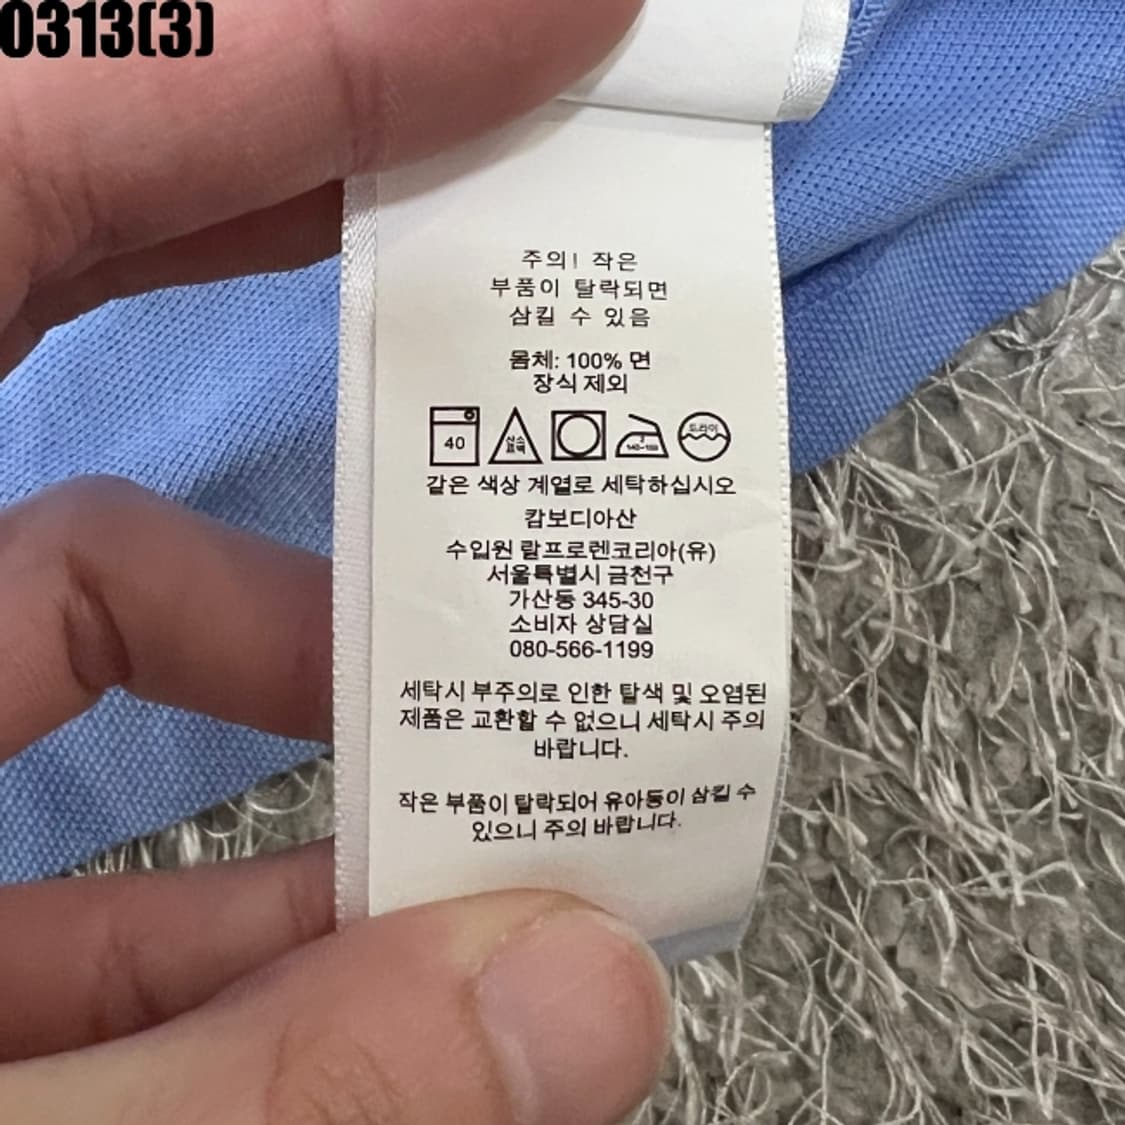 0313(3)
주의! 작은
부품이 탈락되면
삼킬 수 있음
몸체: 100% 면
장식 제외
40 산소 표백 2 140~160 드라이
같은 색상 계열로 세탁하십시오
캄보디아산
수입원 랄프로렌코리아(유)
서울특별시 금천구
가산동 345-30
소비자 상담실
080-566-1199
세탁시 부주의로 인한 탈색 및 오염된
제품은 교환할 수 없으니 세탁시 주의
바랍니다.
작은 부품이 탈락되어 유아동이 삼킬 수
있으니 주의 바랍니다.